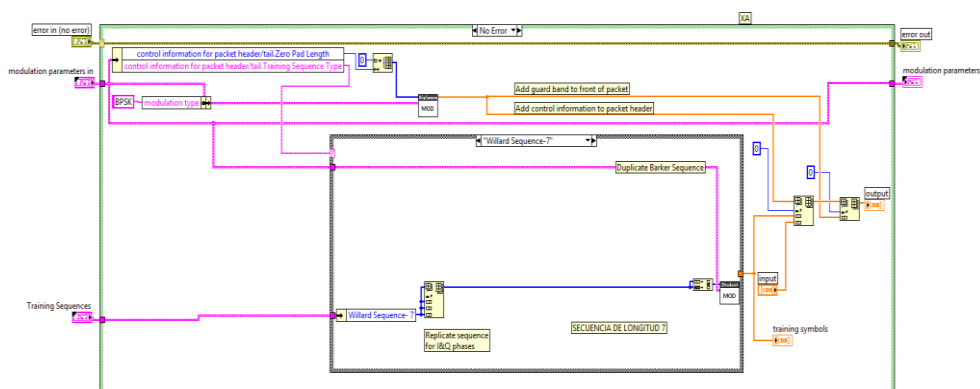 XA
error in (no error)
No Error
error out
control information for packet header/tail.Zero Pad Length
0
control information for packet header/tail.Training Sequence Type
modulation parameters in
modulation parameters
BPSK
modulation type
MOD
Add guard band to front of packet
Add control information to packet header
"Willard Sequence-7"
Duplicate Barker Sequence
0
0
output
input
MOD
Training Sequences
Willard Sequence- 7
Replicate sequence
for I&Q phases
SECUENCIA DE LONGITUD 7
training symbols